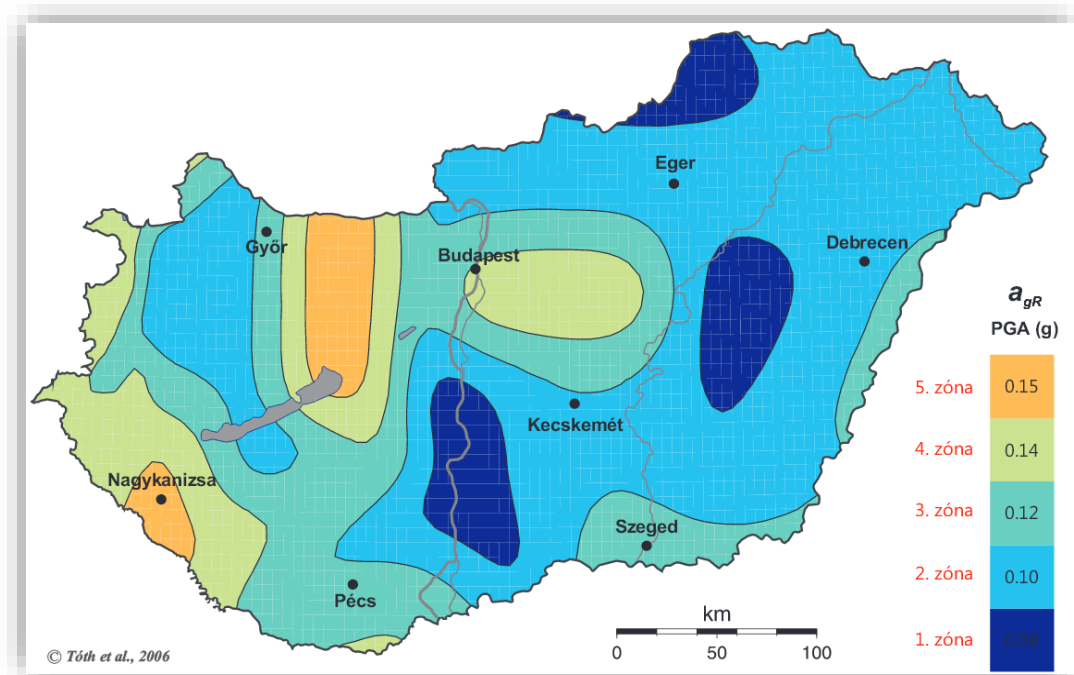 Eger
Győr
Debrecen
Budapest
a_gR
PGA (g)
5. zóna 0.15
Kecskemét
4. zóna 0.14
Nagykanizsa
3. zóna 0.12
Szeged
2. zóna 0.10
Pécs
km
1. zóna 0.08
0 50 100
© Tóth et al., 2006